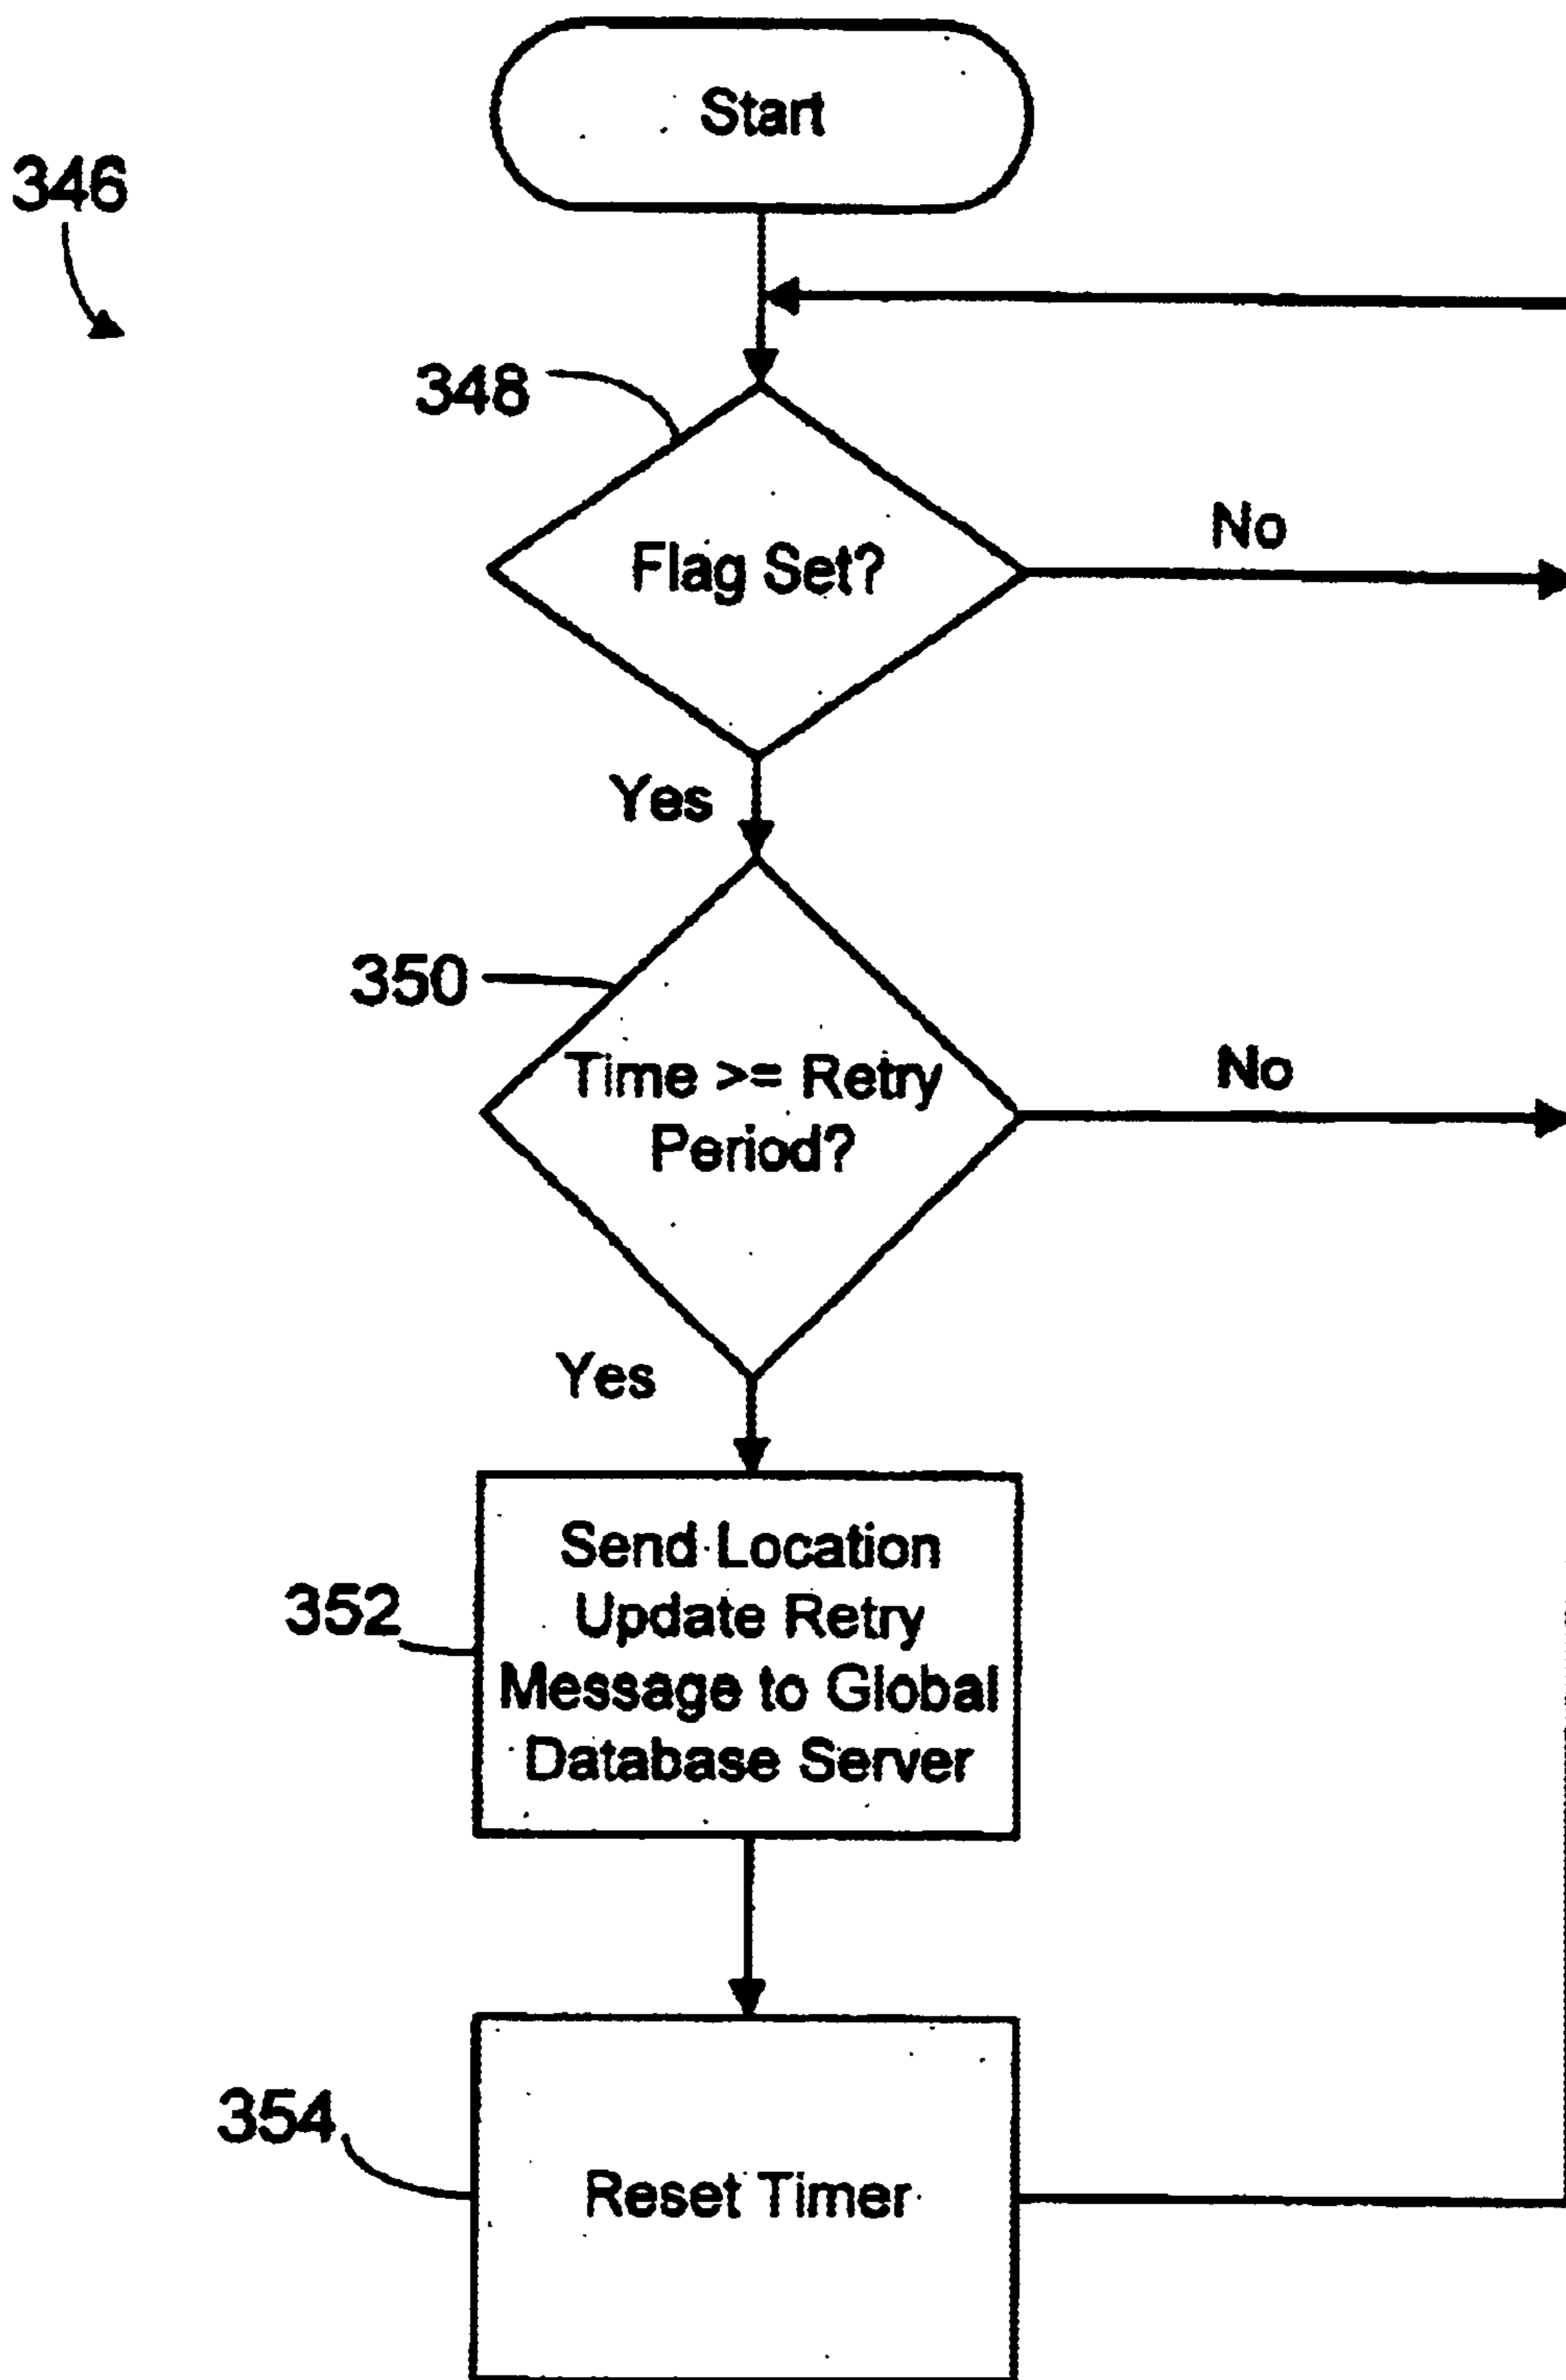 Start
346
348
Flag Set?
No
Yes
350
Time >= Retry
Period?
No
Yes
352
Send Location
Update Retry
Message to Global
Database Server
354
Reset Timer